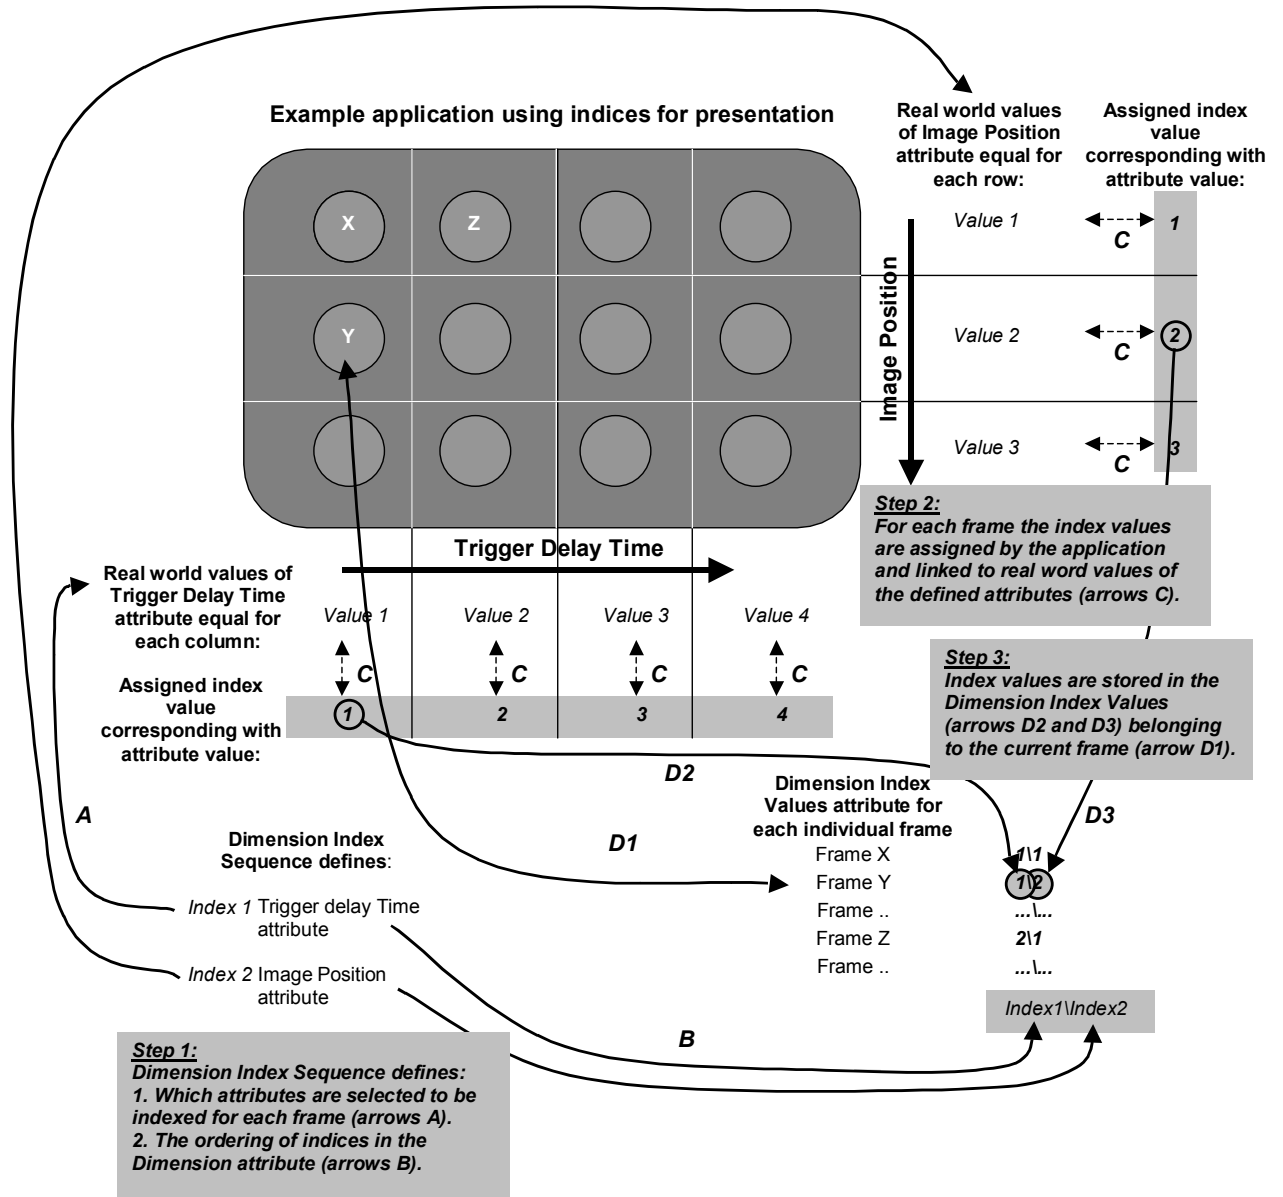 Example application using indices for presentation
Real world values
of Image Position
attribute equal for
each row:
Assigned index
value
corresponding with
attribute value:
X
Z
Y
Image Position
Value 1
C
1
Value 2
C
2
Value 3
C
3
Step 2:
For each frame the index values
are assigned by the application
and linked to real word values of
the defined attributes (arrows C).
Trigger Delay Time
Real world values of
Trigger Delay Time
attribute equal for
each column:
Value 1
Value 2
Value 3
Value 4
C
C
C
C
Assigned index
value
corresponding with
attribute value:
1
2
3
4
Step 3:
Index values are stored in the
Dimension Index Values
(arrows D2 and D3) belonging
to the current frame (arrow D1).
D2
D3
D1
A
Dimension Index
Values attribute for
each individual frame
Frame X 1\1
Frame Y 1\2
Frame .. ...\...
Frame Z 2\1
Frame .. ...\...
Index1\Index2
Dimension Index
Sequence defines:
Index 1 Trigger delay Time
attribute
Index 2 Image Position
attribute
B
Step 1:
Dimension Index Sequence defines:
1. Which attributes are selected to be
indexed for each frame (arrows A).
2. The ordering of indices in the
Dimension attribute (arrows B).